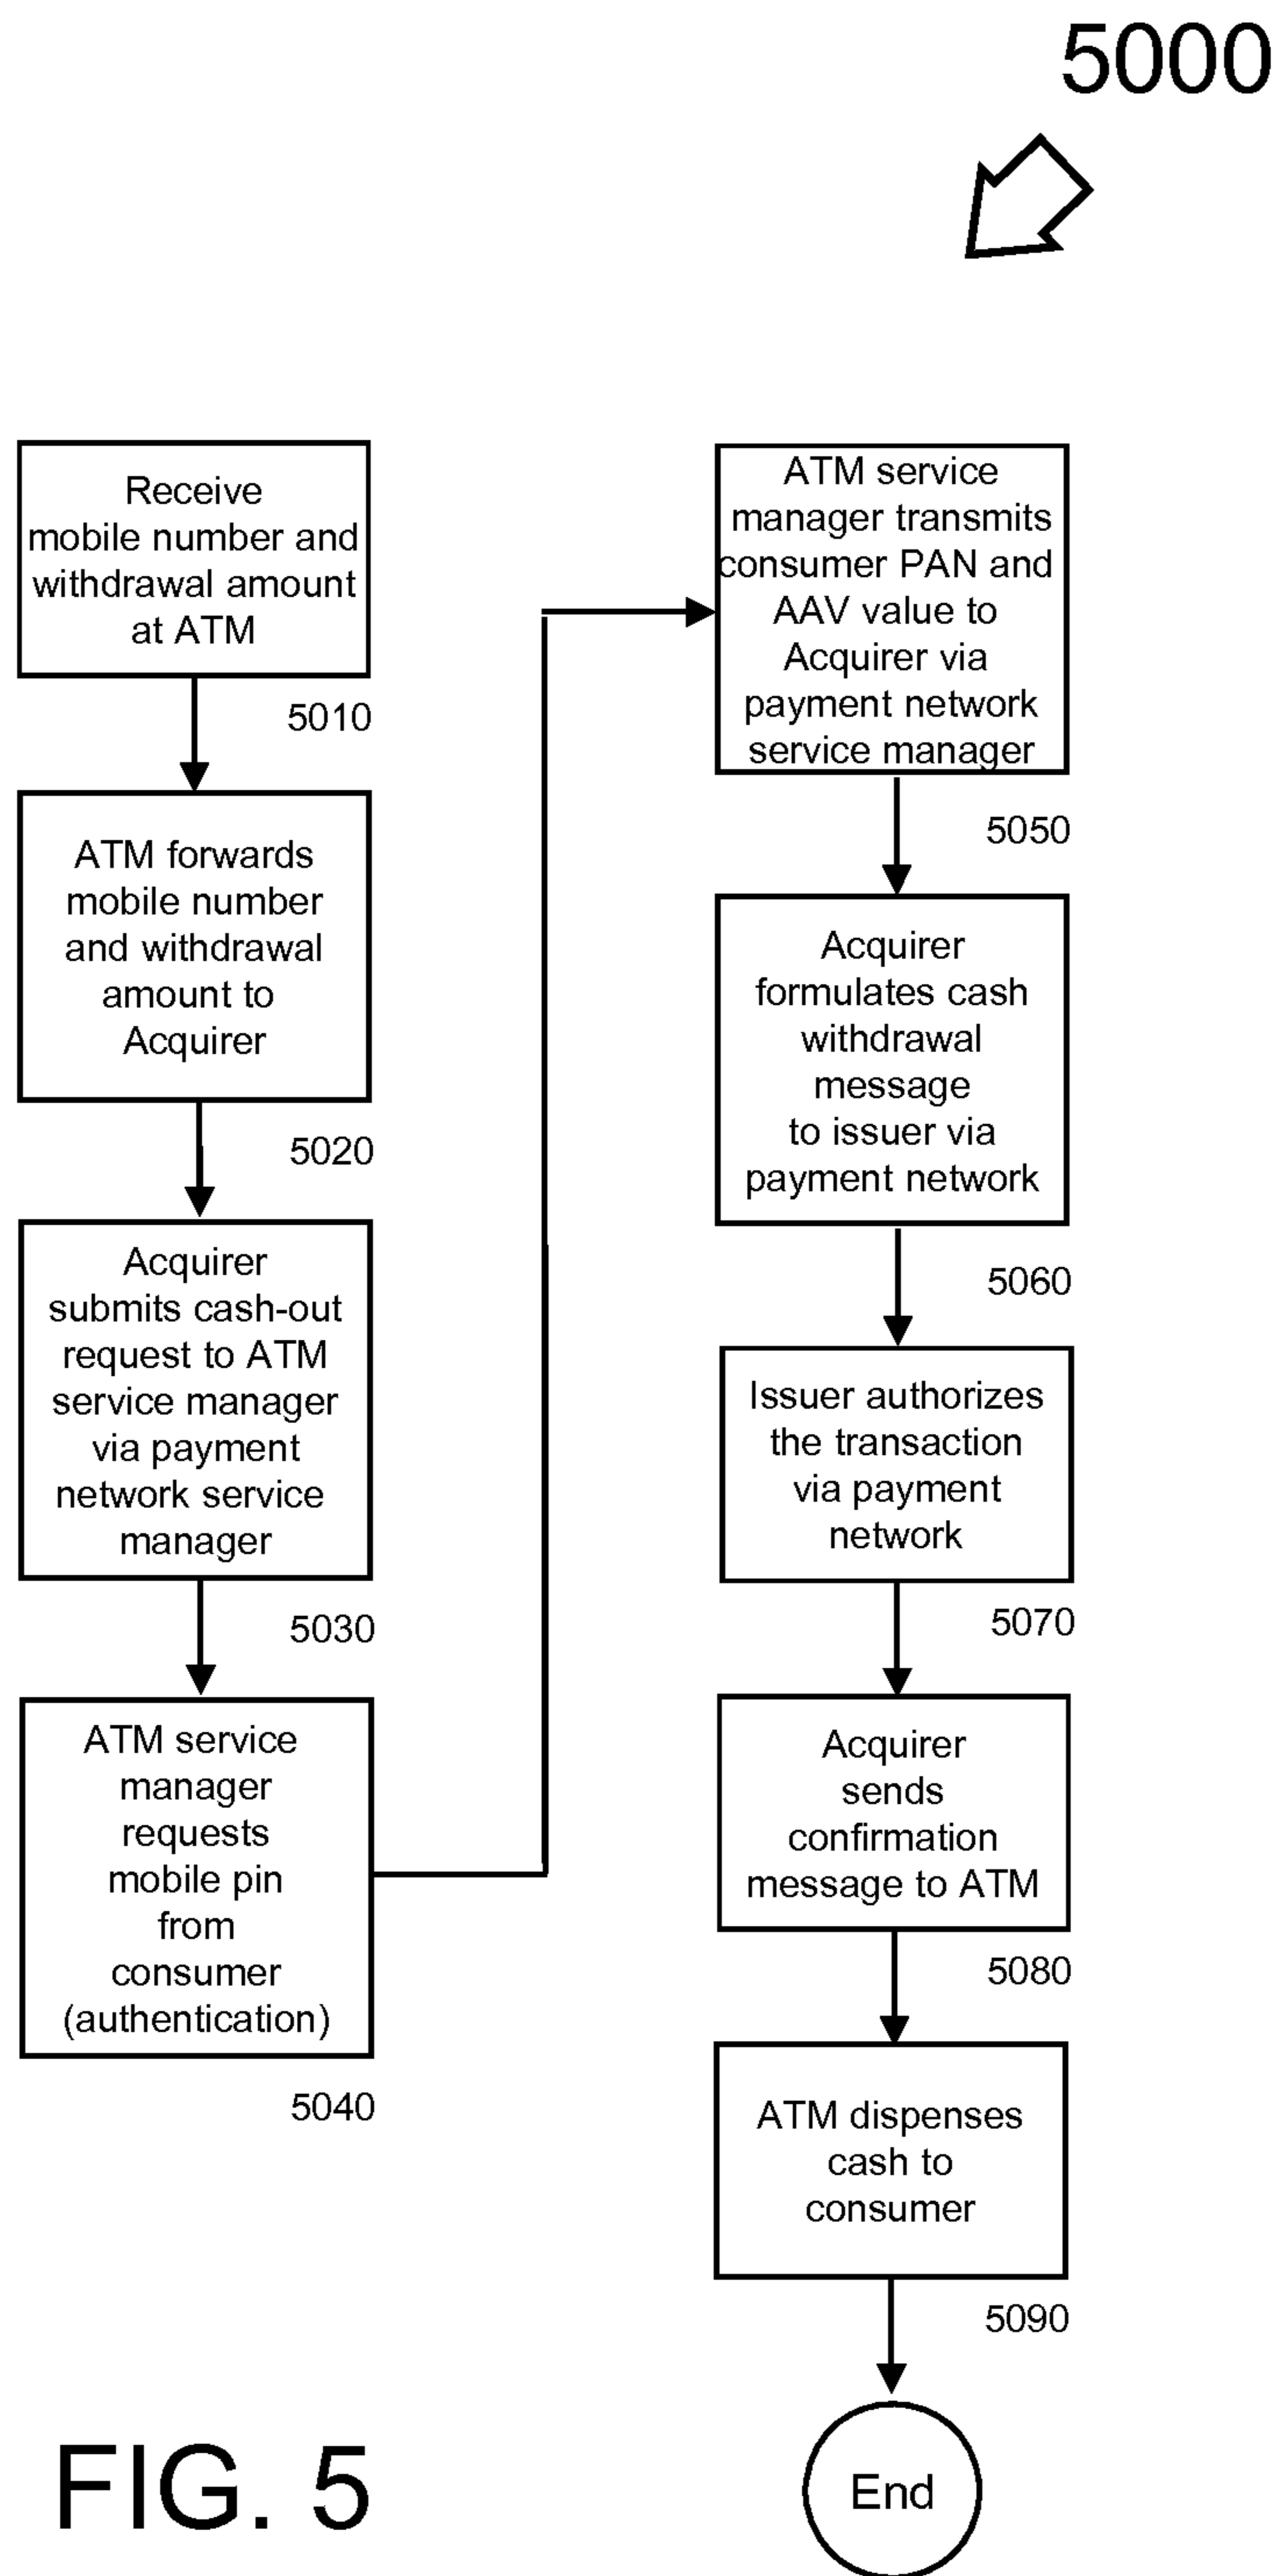 5000
Receive
mobile number and
withdrawal amount
at ATM
5010
ATM forwards
mobile number
and withdrawal
amount to
Acquirer
5020
Acquirer
submits cash-out
request to ATM
service manager
via payment
network service
manager
5030
ATM service
manager
requests
mobile pin
from
consumer
(authentication)
5040
ATM service
manager transmits
consumer PAN and
AAV value to
Acquirer via
payment network
service manager
5050
Acquirer
formulates cash
withdrawal
message
to issuer via
payment network
5060
Issuer authorizes
the transaction
via payment
network
5070
Acquirer
sends
confirmation
message to ATM
5080
ATM dispenses
cash to
consumer
5090
End
FIG. 5